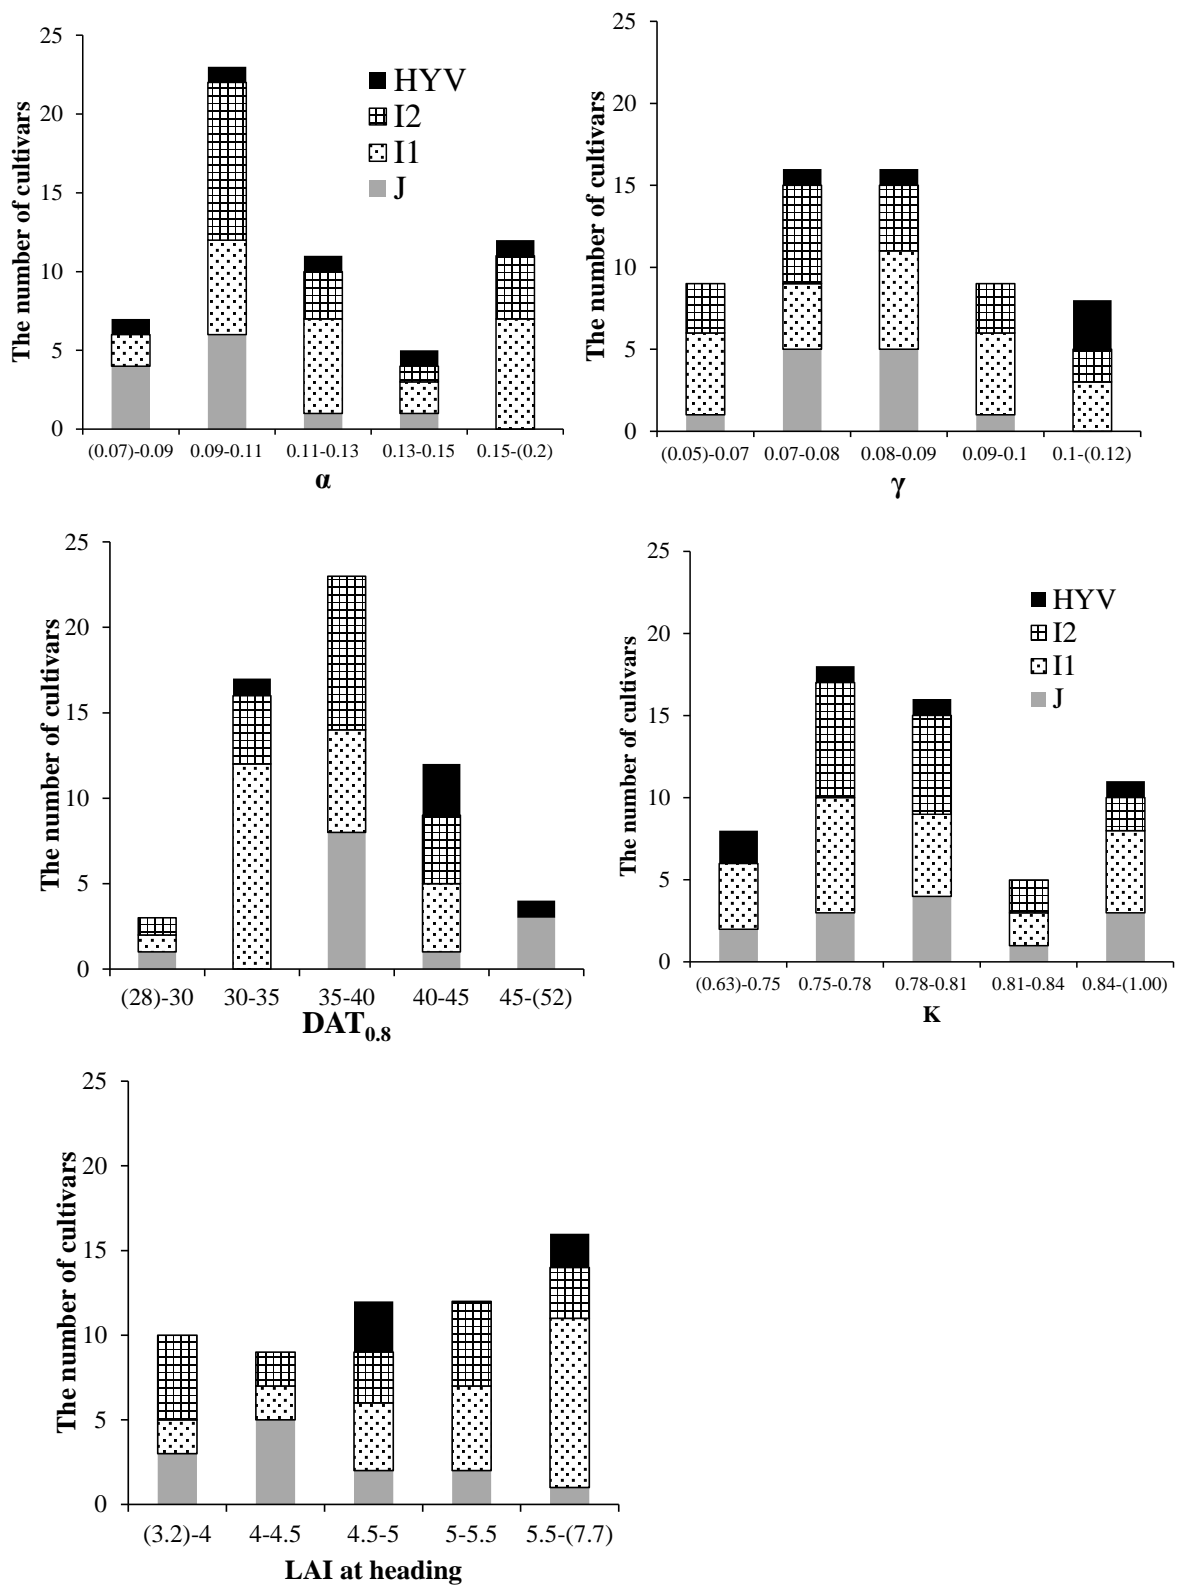 The number of cultivars
25
20
15
10
5
0
HYV
I2
I1
J
(0.07)-0.09 0.09-0.11 0.11-0.13 0.13-0.15 0.15-(0.2)
α
The number of cultivars
25
20
15
10
5
0
(0.05)-0.07 0.07-0.08 0.08-0.09 0.09-0.1 0.1-(0.12)
γ
The number of cultivars
25
20
15
10
5
0
(28)-30 30-35 35-40 40-45 45-(52)
DAT0.8
The number of cultivars
25
20
15
10
5
0
HYV
I2
I1
J
(0.63)-0.75 0.75-0.78 0.78-0.81 0.81-0.84 0.84-(1.00)
K
The number of cultivars
25
20
15
10
5
0
(3.2)-4 4-4.5 4.5-5 5-5.5 5.5-(7.7)
LAI at heading